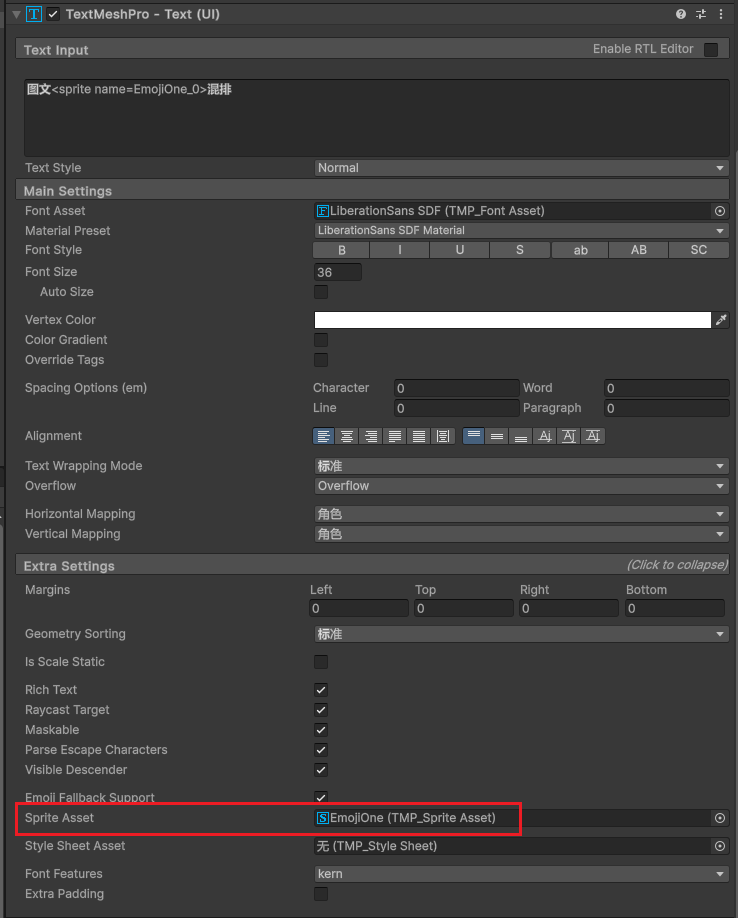 TextMeshPro - Text (UI)
Text Input Enable RTL Editor
图文<sprite name=EmojiOne_0>混排
Text Style Normal
Main Settings
Font Asset LiberationSans SDF (TMP_Font Asset)
Material Preset LiberationSans SDF Material
Font Style B I U S ab AB SC
Font Size 36
Auto Size
Vertex Color
Color Gradient
Override Tags
Spacing Options (em) Character 0 Word 0
Line 0 Paragraph 0
Alignment
Text Wrapping Mode 标准
Overflow Overflow
Horizontal Mapping 角色
Vertical Mapping 角色
Extra Settings (Click to collapse)
Margins Left Top Right Bottom
0 0 0 0
Geometry Sorting 标准
Is Scale Static
Rich Text
Raycast Target
Maskable
Parse Escape Characters
Visible Descender
Emoji Fallback Support
Sprite Asset EmojiOne (TMP_Sprite Asset)
Style Sheet Asset 无 (TMP_Style Sheet)
Font Features kern
Extra Padding